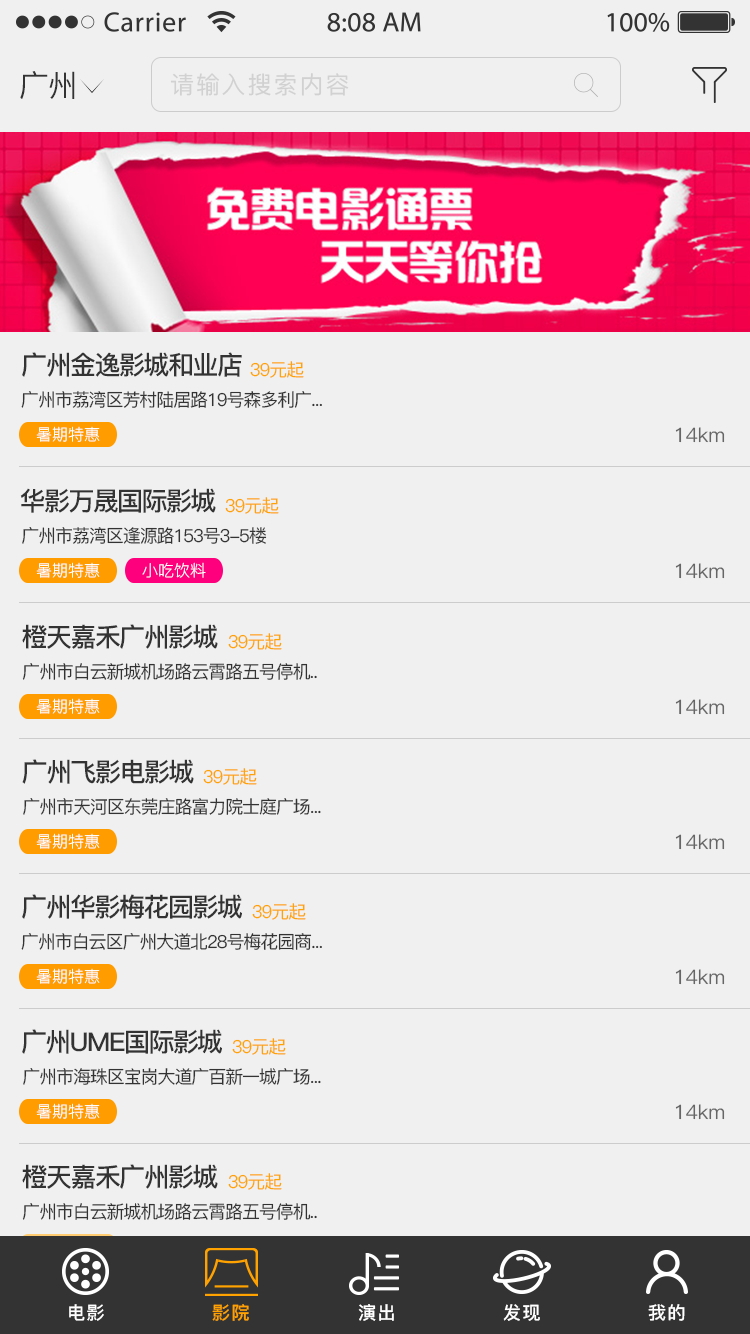 Carrier 8:08 AM 100%
广州 请输入搜索内容
免费电影通票
天天等你抢
广州金逸影城和业店 39元起
广州市荔湾区芳村陆居路19号森多利广...
暑期特惠 14km
华影万晟国际影城 39元起
广州市荔湾区逢源路153号3-5楼
暑期特惠 小吃饮料 14km
橙天嘉禾广州影城 39元起
广州市白云新城机场路云霄路五号停机..
暑期特惠 14km
广州飞影电影城 39元起
广州市天河区东莞庄路富力院士庭广场...
暑期特惠 14km
广州华影梅花园影城 39元起
广州市白云区广州大道北28号梅花园商...
暑期特惠 14km
广州UME国际影城 39元起
广州市海珠区宝岗大道广百新一城广场...
暑期特惠 14km
橙天嘉禾广州影城 39元起
广州市白云新城机场路云霄路五号停机..
电影 影院 演出 发现 我的